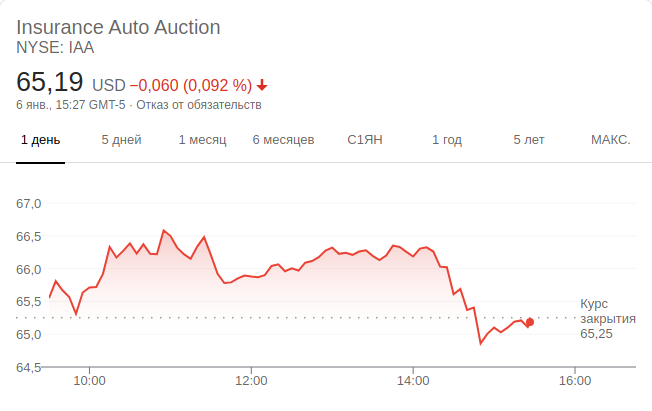 Insurance Auto Auction
NYSE: IAA
65,19 USD −0,060 (0,092 %)
6 янв., 15:27 GMT-5 · Отказ от обязательств
1 день 5 дней 1 месяц 6 месяцев С1ЯН 1 год 5 лет МАКС.
67,0
66,5
66,0
65,5
65,0
64,5
Курс
закрытия
65,25
10:00 12:00 14:00 16:00